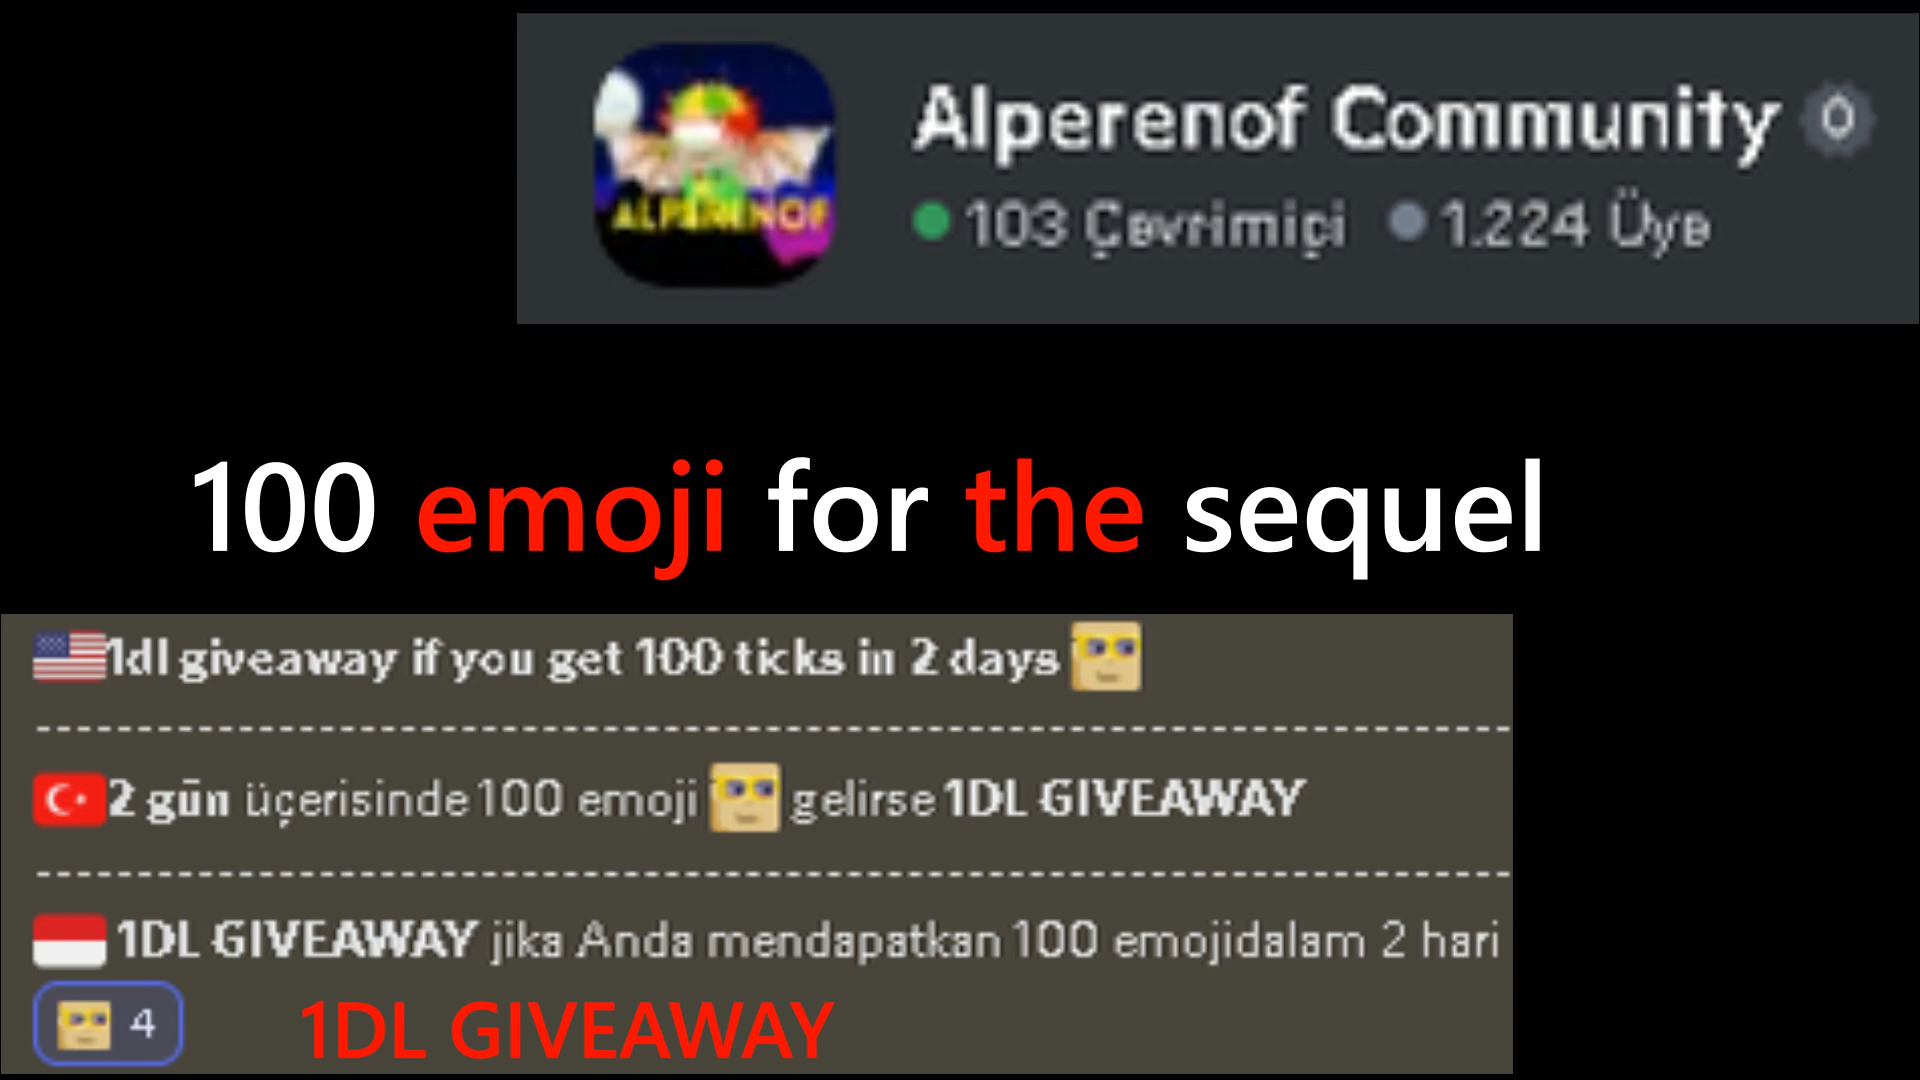 ALPERENOF
Alperenof Community
103 Çevrimiçi 1.224 Üye
100 emoji for the sequel
1dl giveaway if you get 100 ticks in 2 days
2 gün üçerisinde 100 emoji gelirse 1DL GIVEAWAY
1DL GIVEAWAY jika Anda mendapatkan 100 emojidalam 2 hari
4 1DL GIVEAWAY